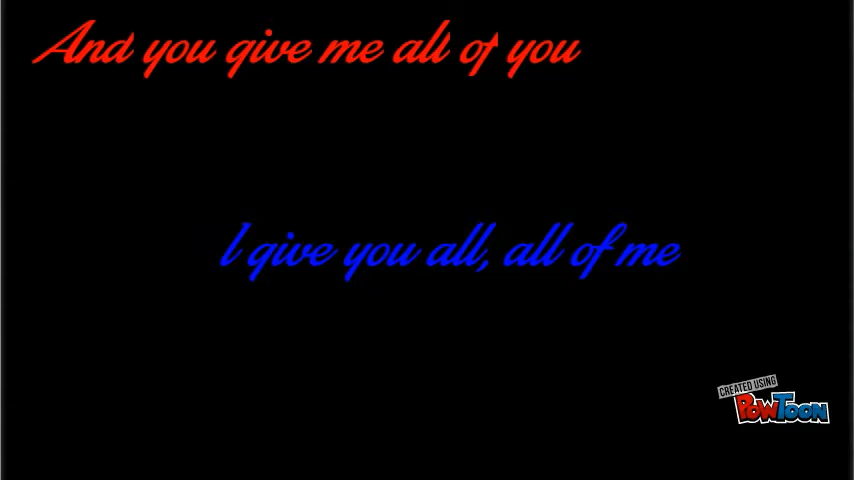 And you give me all of you
I give you all, all of me
CREATED USING
POWTOON